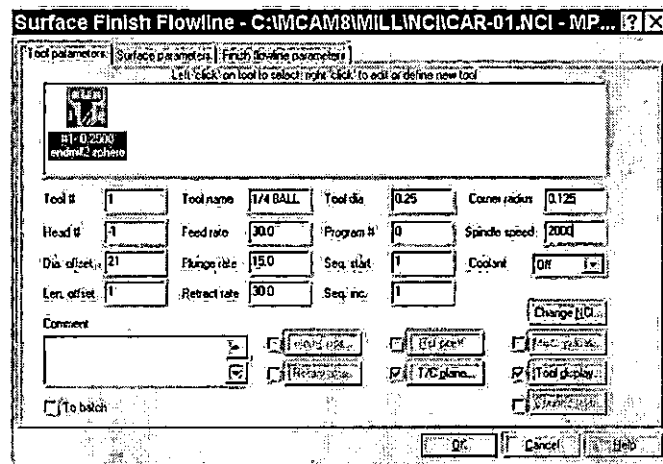 Surface Finish Flowline - C:\MCAM8\MILL\NCI\CAR-01.NCI - MP... ? X
Tool parameters Surface parameters Finish flowline parameters
Left 'click' on tool to select; right 'click' to edit or define new tool
#1- 0.2500
endmill2 sphere
Tool # 1 Tool name 1/4 BALL Tool dia 0.25 Corner radius 0.125
Head # -1 Feed rate 30.0 Program # 0 Spindle speed 2000
Dia. offset 21 Plunge rate 15.0 Seq. start 1 Coolant Off
Len. offset 1 Retract rate 30.0 Seq. inc. 1
Change NCI...
Comment
T/C plane... Tool display...
To batch
OK Cancel Help